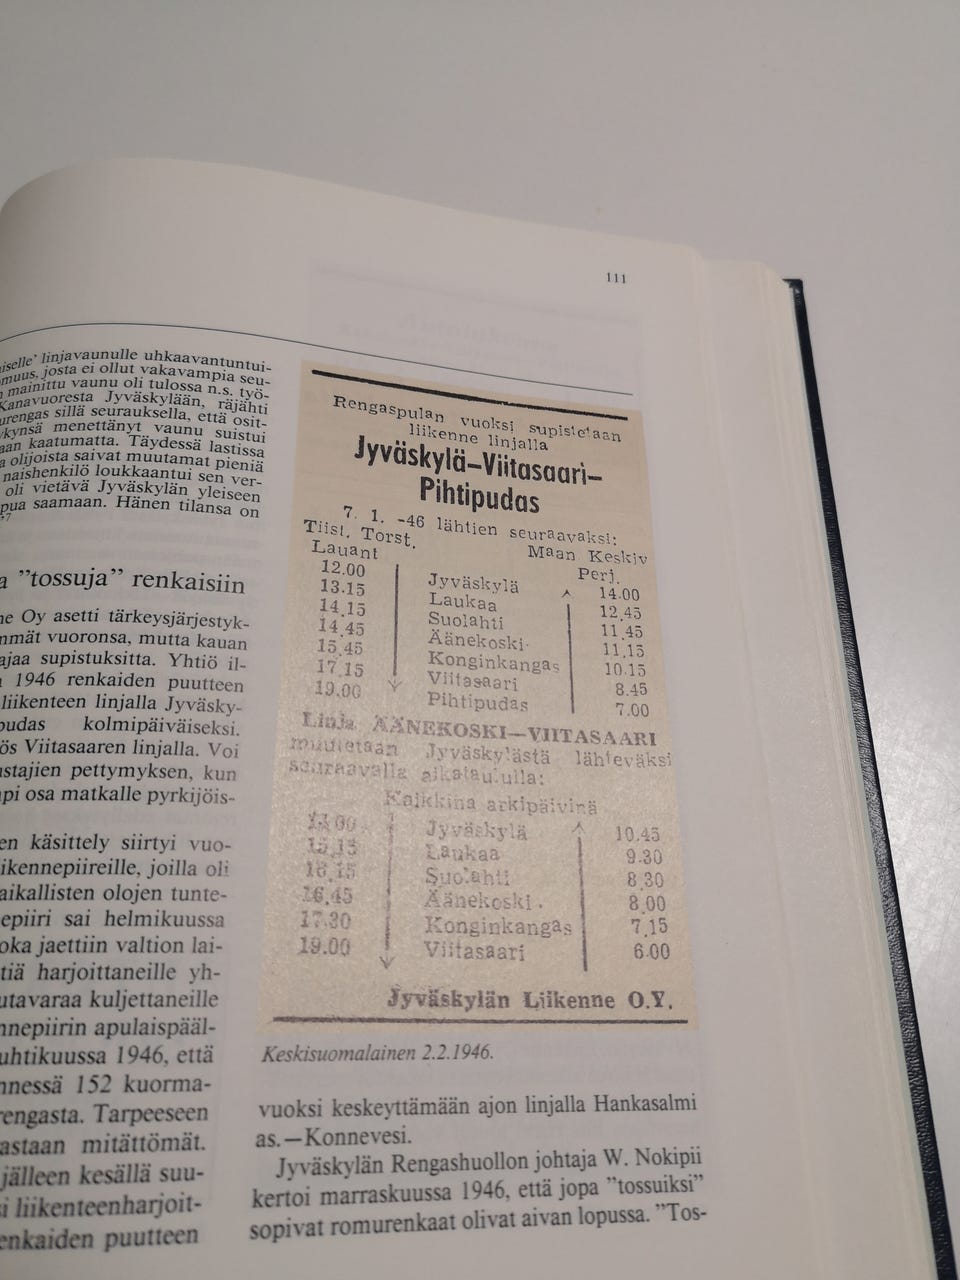 111
iselle' linjavaunulle uhkaavantuntui-
muus, josta ei ollut vakavampia seu-
mainittu vaunu oli tulossa n.s. työ-
Kanavuoresta Jyväskylään, räjähti
urengas sillä seurauksella, että osit-
kynsä menettänyt vaunu suistui
aan kaatumatta. Täydessä lastissa
a olijoista saivat muutamat pieniä
naishenkilö loukkaantui sen ver-
oli vietävä Jyväskylän yleiseen
pua saamaan. Hänen tilansa on
a "tossuja" renkaisiin
ne Oy asetti tärkeysjärjestyk-
mmät vuoronsa, mutta kauan
ajaa supistuksitta. Yhtiö il-
1946 renkaiden puutteen
liikenteen linjalla Jyväsky-
pudas kolmipäiväiseksi.
ös Viitasaaren linjalla. Voi
stajien pettymyksen, kun
pi osa matkalle pyrkijöis-
en käsittely siirtyi vuo-
ikennepiireille, joilla oli
aikallisten olojen tunte-
epiiri sai helmikuussa
oka jaettiin valtion lai-
tiä harjoittaneille yh-
utavaraa kuljettaneille
nnepiirin apulaispääl-
uhtikuussa 1946, että
nnessä 152 kuorma-
engasta. Tarpeeseen
astaan mitättömät.
jälleen kesällä suu-
si liikenteenharjoit-
enkaiden puutteen
Rengaspulan vuoksi supistetaan
liikenne linjalla
Jyväskylä–Viitasaari–
Pihtipudas
7. 1. -46 lähtien seuraavaksi:
Tiist. Torst. Maan Keskiv
Lauant Perj.
12.00 Jyväskylä 14.00
13.15 Laukaa 12.45
14.15 Suolahti 11.45
14.45 Äänekoski 11.15
15.45 Konginkangas 10.15
17.15 Viitasaari 8.45
19.00 Pihtipudas 7.00
Linja ÄÄNEKOSKI—VIITASAARI
muutetaan Jyväskylästä lähteväksi
seuraavalla aikataululla:
Kaikkina arkipäivinä
Jyväskylä 10.45
15.15 Laukaa 9.30
16.15 Suolahti 8.30
16.45 Äänekoski. 8.00
17.30 Konginkangas 7.15
19.00 Viitasaari 6.00
Jyväskylän Liikenne O.Y.
Keskisuomalainen 2.2.1946.
vuoksi keskeyttämään ajon linjalla Hankasalmi
as.—Konnevesi.
Jyväskylän Rengashuollon johtaja W. Nokipii
kertoi marraskuussa 1946, että jopa "tossuiksi"
sopivat romurenkaat olivat aivan lopussa. "Tos-